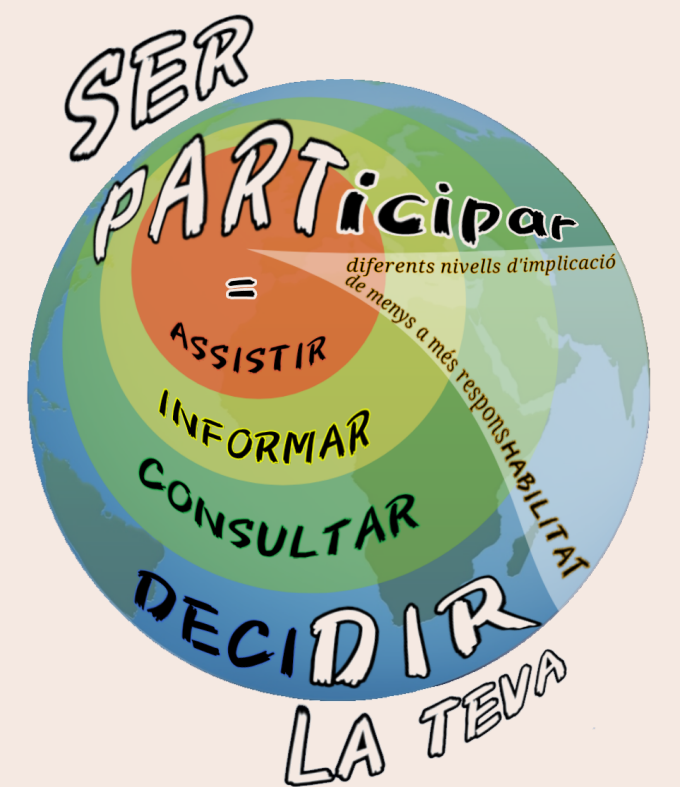 SER
PARTicipar
=
diferents nivells d'implicació
de menys a més responsHABILITAT
ASSISTIR
INFORMAR
CONSULTAR
DECIDIR
LA TEVA